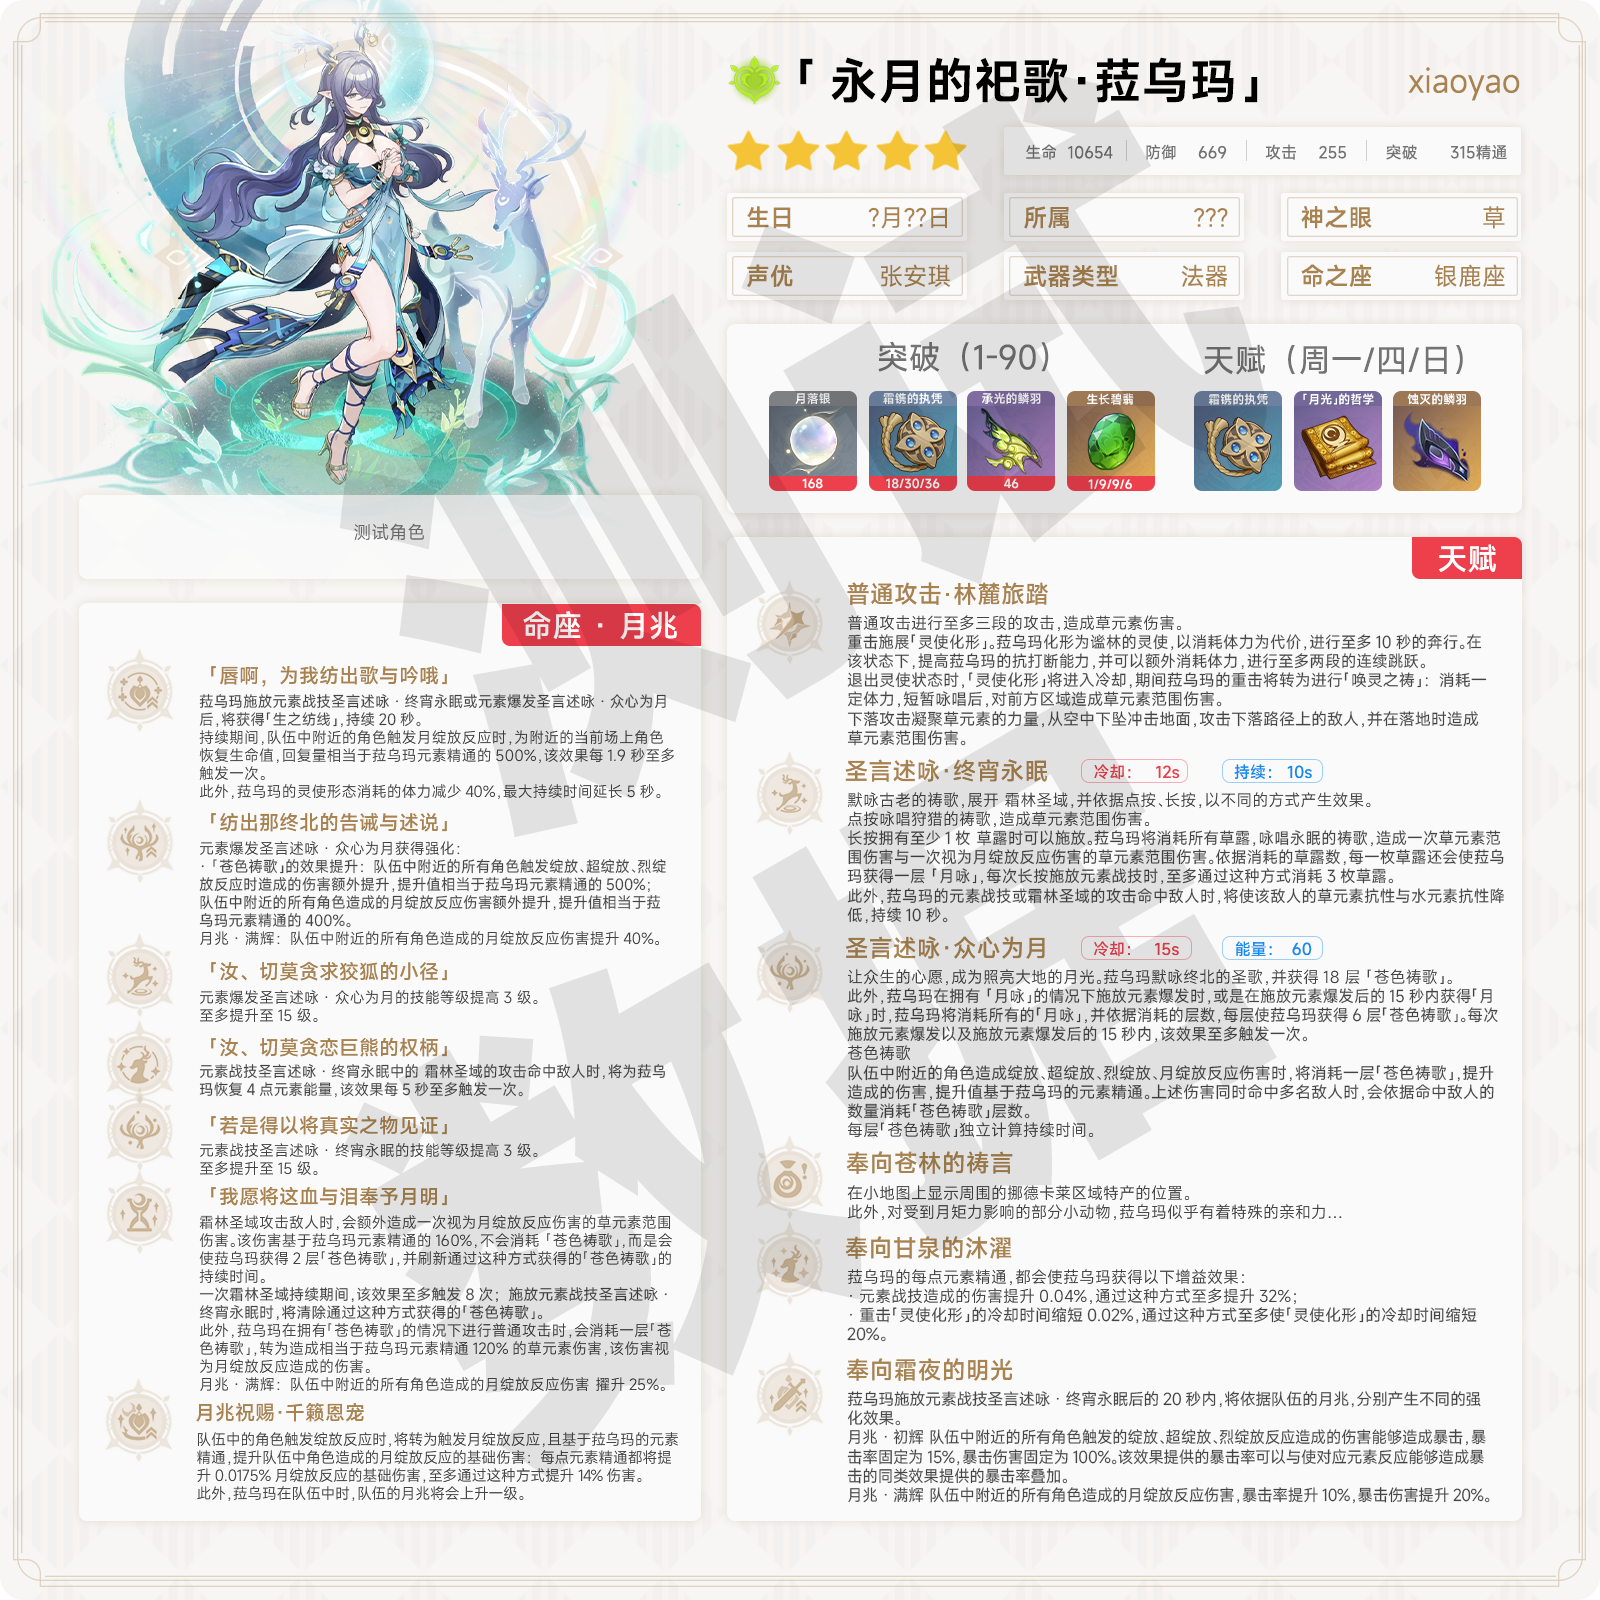 「永月的祀歌·菈乌玛」
xiaoyao
生命 10654 防御 669 攻击 255 突破 315精通
生日 ?月??日
所属 ???
神之眼 草
声优 张安琪
武器类型 法器
命之座 银鹿座
突破（1-90）
天赋（周一/四/日）
月落银
霜镌的执凭
承光的鳞羽
生长碧翡
霜镌的执凭
「月光」的哲学
蚀灭的鳞羽
168
18/30/36
46
1/9/9/6
测试角色
命座 · 月兆
「唇啊，为我纺出歌与吟哦」
菈乌玛施放元素战技圣言述咏 · 终宵永眠或元素爆发圣言述咏 · 众心为月
后,将获得「生之纺线」,持续 20 秒。
持续期间,队伍中附近的角色触发月绽放反应时,为附近的当前场上角色
恢复生命值,回复量相当于菈乌玛元素精通的 500%,该效果每 1.9 秒至多
触发一次。
此外,菈乌玛的灵使形态消耗的体力减少 40%,最大持续时间延长 5 秒。
「纺出那终北的告诫与述说」
元素爆发圣言述咏 · 众心为月获得强化:
· 「苍色祷歌」的效果提升: 队伍中附近的所有角色触发绽放、超绽放、烈绽
放反应时造成的伤害额外提升,提升值相当于菈乌玛元素精通的 500%;
队伍中附近的所有角色造成的月绽放反应伤害额外提升,提升值相当于菈
乌玛元素精通的 400%。
月兆 · 满辉: 队伍中附近的所有角色造成的月绽放反应伤害提升 40%。
「汝、切莫贪求狡狐的小径」
元素爆发圣言述咏 · 众心为月的技能等级提高 3 级。
至多提升至 15 级。
「汝、切莫贪恋巨熊的权柄」
元素战技圣言述咏 · 终宵永眠中的 霜林圣域的攻击命中敌人时,将为菈乌
玛恢复 4 点元素能量,该效果每 5 秒至多触发一次。
「若是得以将真实之物见证」
元素战技圣言述咏 · 终宵永眠的技能等级提高 3 级。
至多提升至 15 级。
「我愿将这血与泪奉予月明」
霜林圣域攻击敌人时,会额外造成一次视为月绽放反应伤害的草元素范围
伤害。该伤害基于菈乌玛元素精通的 160%,不会消耗「苍色祷歌」,而是会
使菈乌玛获得 2 层「苍色祷歌」,并刷新通过这种方式获得的「苍色祷歌」的
持续时间。
一次霜林圣域持续期间,该效果至多触发 8 次；施放元素战技圣言述咏 ·
终宵永眠时,将清除通过这种方式获得的「苍色祷歌」。
此外,菈乌玛在拥有「苍色祷歌」的情况下进行普通攻击时,会消耗一层「苍
色祷歌」,转为造成相当于菈乌玛元素精通 120% 的草元素伤害,该伤害视
为月绽放反应造成的伤害。
月兆 · 满辉: 队伍中附近的所有角色造成的月绽放反应伤害 擢升 25%。
月兆祝赐·千籁恩宠
队伍中的角色触发绽放反应时,将转为触发月绽放反应,且基于菈乌玛的元素
精通,提升队伍中角色造成的月绽放反应的基础伤害: 每点元素精通都将提
升 0.0175% 月绽放反应的基础伤害,至多通过这种方式提升 14% 伤害。
此外,菈乌玛在队伍中时,队伍的月兆将会上升一级。
天赋
普通攻击·林麓旅踏
普通攻击进行至多三段的攻击,造成草元素伤害。
重击施展「灵使化形」。菈乌玛化形为谧林的灵使,以消耗体力为代价,进行至多 10 秒的奔行。在
该状态下,提高菈乌玛的抗打断能力,并可以额外消耗体力,进行至多两段的连续跳跃。
退出灵使状态时,「灵使化形」将进入冷却,期间菈乌玛的重击将转为进行「唤灵之祷」: 消耗一
定体力,短暂咏唱后,对前方区域造成草元素范围伤害。
下落攻击凝聚草元素的力量,从空中下坠冲击地面,攻击下落路径上的敌人,并在落地时造成
草元素范围伤害。
圣言述咏·终宵永眠 冷却: 12s 持续: 10s
默咏古老的祷歌,展开 霜林圣域,并依据点按、长按,以不同的方式产生效果。
点按咏唱狩猎的祷歌,造成草元素范围伤害。
长按拥有至少 1 枚 草露时可以施放。菈乌玛将消耗所有草露,咏唱永眠的祷歌,造成一次草元素范
围伤害与一次视为月绽放反应伤害的草元素范围伤害。依据消耗的草露数,每一枚草露还会使菈乌
玛获得一层「月咏」,每次长按施放元素战技时,至多通过这种方式消耗 3 枚草露。
此外,菈乌玛的元素战技或霜林圣域的攻击命中敌人时,将使该敌人的草元素抗性与水元素抗性降
低,持续 10 秒。
圣言述咏·众心为月 冷却: 15s 能量: 60
让众生的心愿,成为照亮大地的月光。菈乌玛默咏终北的圣歌,并获得 18 层「苍色祷歌」。
此外,菈乌玛在拥有「月咏」的情况下施放元素爆发时,或是在施放元素爆发后的 15 秒内获得「月
咏」时,菈乌玛将消耗所有的「月咏」,并依据消耗的层数,每层使菈乌玛获得 6 层「苍色祷歌」。每次
施放元素爆发以及施放元素爆发后的 15 秒内,该效果至多触发一次。
苍色祷歌
队伍中附近的角色造成绽放、超绽放、烈绽放、月绽放反应伤害时,将消耗一层「苍色祷歌」,提升
造成的伤害,提升值基于菈乌玛的元素精通。上述伤害同时命中多名敌人时,会依据命中敌人的
数量消耗「苍色祷歌」层数。
每层「苍色祷歌」独立计算持续时间。
奉向苍林的祷言
在小地图上显示周围的挪德卡莱区域特产的位置。
此外,对受到月矩力影响的部分小动物,菈乌玛似乎有着特殊的亲和力…
奉向甘泉的沐濯
菈乌玛的每点元素精通,都会使菈乌玛获得以下增益效果:
· 元素战技造成的伤害提升 0.04%,通过这种方式至多提升 32%;
· 重击「灵使化形」的冷却时间缩短 0.02%,通过这种方式至多使「灵使化形」的冷却时间缩短
20%。
奉向霜夜的明光
菈乌玛施放元素战技圣言述咏 · 终宵永眠后的 20 秒内,将依据队伍的月兆,分别产生不同的强
化效果。
月兆 · 初辉 队伍中附近的所有角色触发的绽放、超绽放、烈绽放反应造成的伤害能够造成暴击,暴
击率固定为 15%,暴击伤害固定为 100%。该效果提供的暴击率可以与使对应元素反应能够造成暴
击的同类效果提供的暴击率叠加。
月兆 · 满辉 队伍中附近的所有角色造成的月绽放反应伤害,暴击率提升 10%,暴击伤害提升 20%。
测试
数据